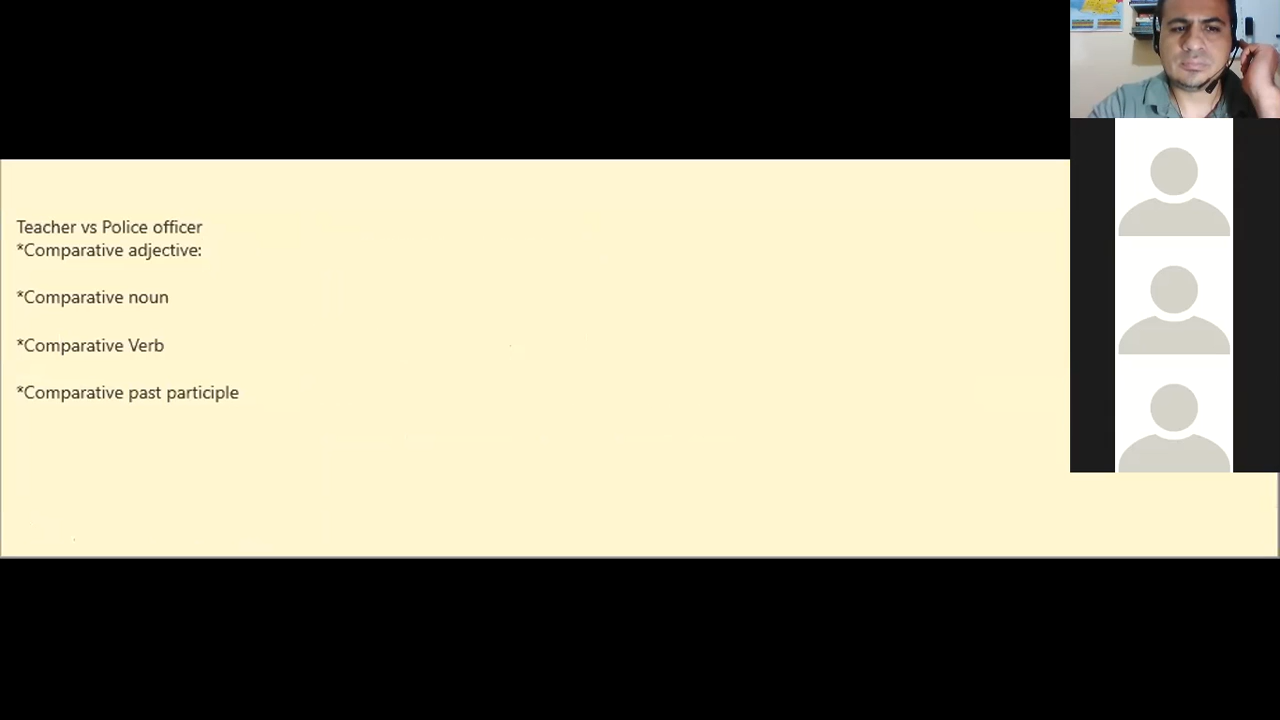 Teacher vs Police officer
*Comparative adjective:
*Comparative noun
*Comparative Verb
*Comparative past participle